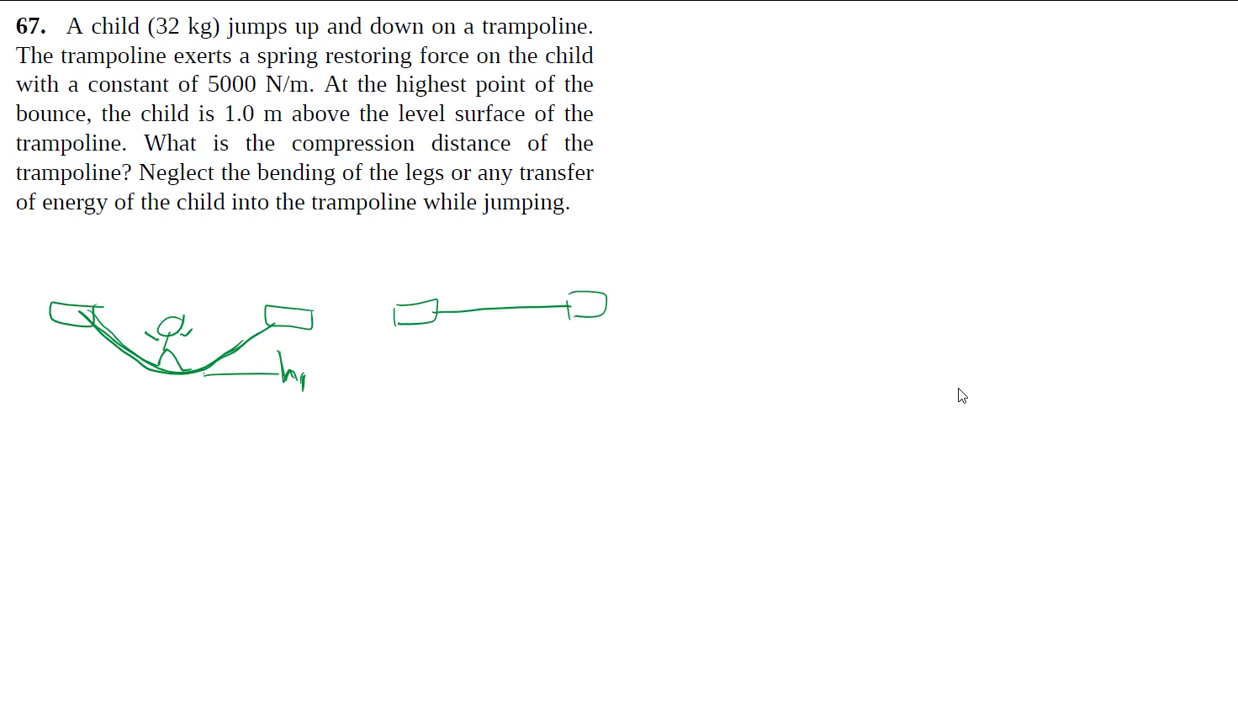 67. A child (32 kg) jumps up and down on a trampoline.
The trampoline exerts a spring restoring force on the child
with a constant of 5000 N/m. At the highest point of the
bounce, the child is 1.0 m above the level surface of the
trampoline. What is the compression distance of the
trampoline? Neglect the bending of the legs or any transfer
of energy of the child into the trampoline while jumping.
h1